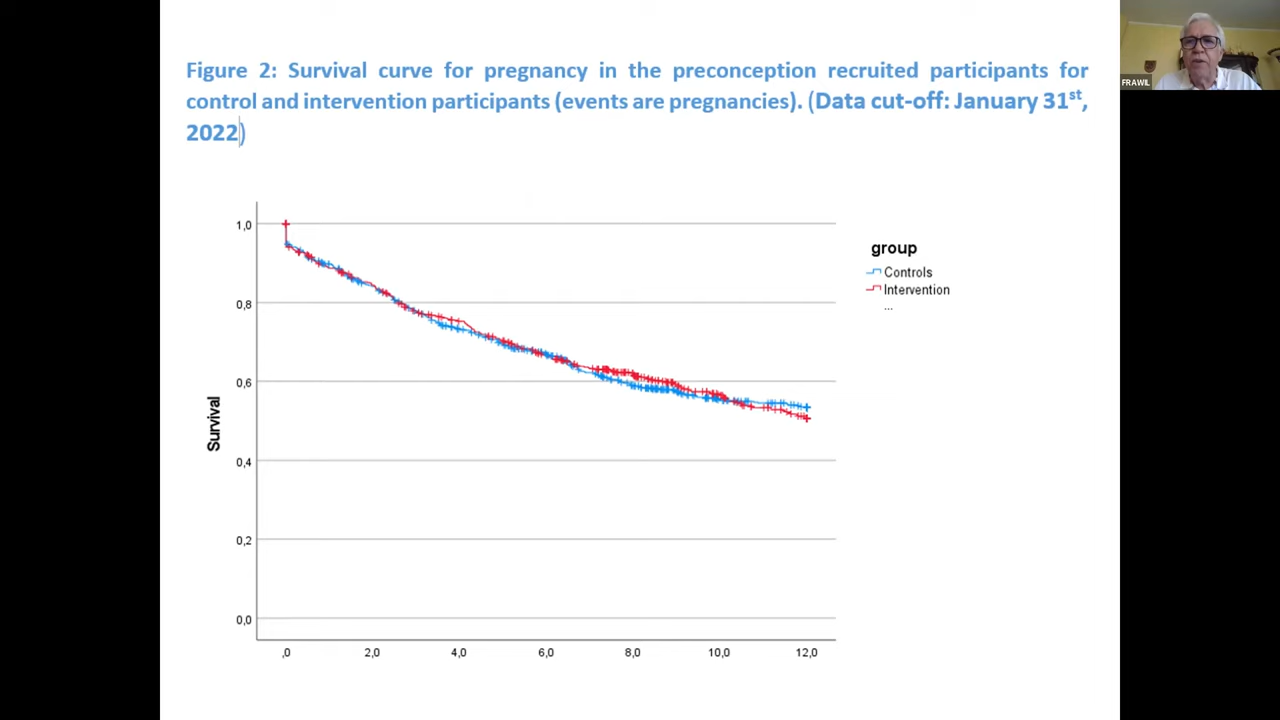 Figure 2: Survival curve for pregnancy in the preconception recruited participants for
control and intervention participants (events are pregnancies). (Data cut-off: January 31st,
2022)
FRAWIL
1,0
0,8
0,6
0,4
0,2
0,0
Survival
,0 2,0 4,0 6,0 8,0 10,0 12,0
group
Controls
Intervention
...